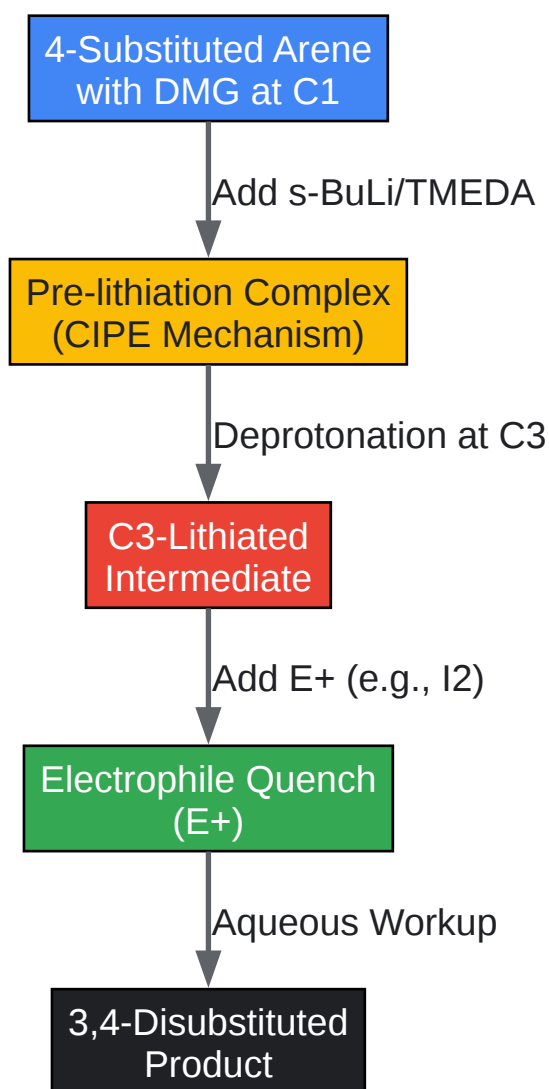 4-Substituted Arene
with DMG at C1
Add s-BuLi/TMEDA
Pre-lithiation Complex
(CIPE Mechanism)
Deprotonation at C3
C3-Lithiated
Intermediate
Add E+ (e.g., I2)
Electrophile Quench
(E+)
Aqueous Workup
3,4-Disubstituted
Product